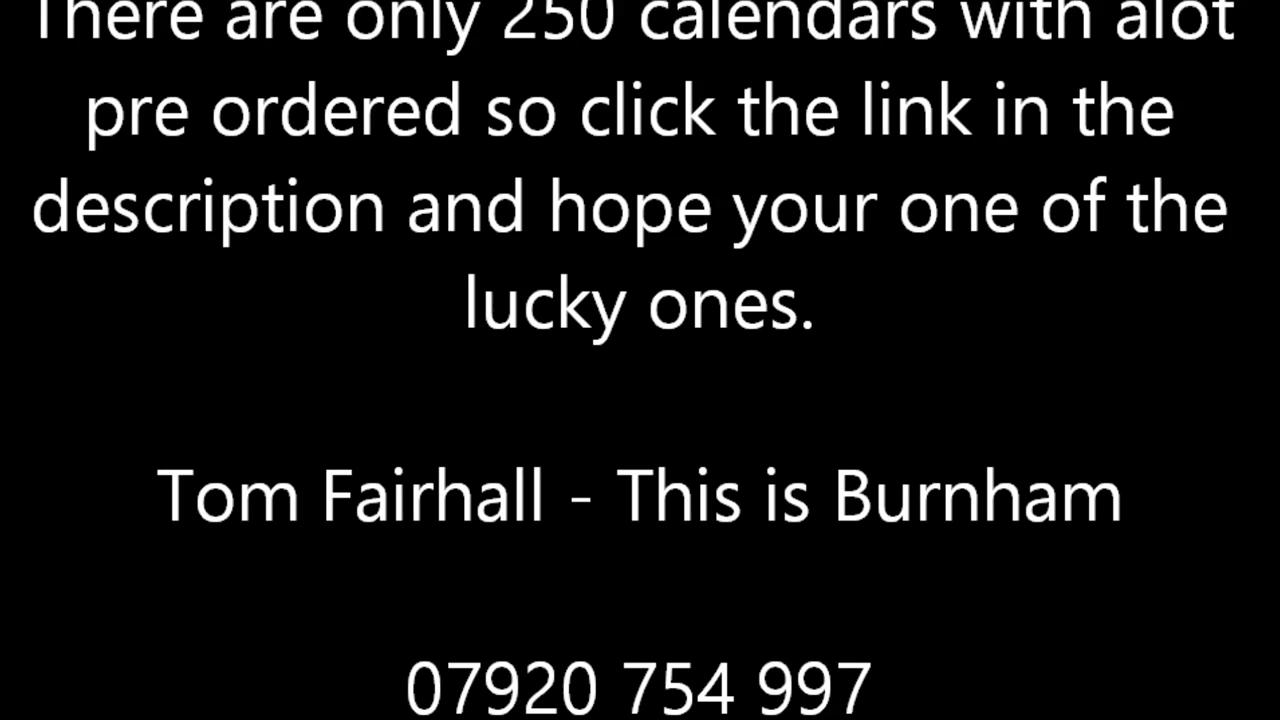 There are only 250 calendars with alot
pre ordered so click the link in the
description and hope your one of the
lucky ones.
Tom Fairhall - This is Burnham
07920 754 997